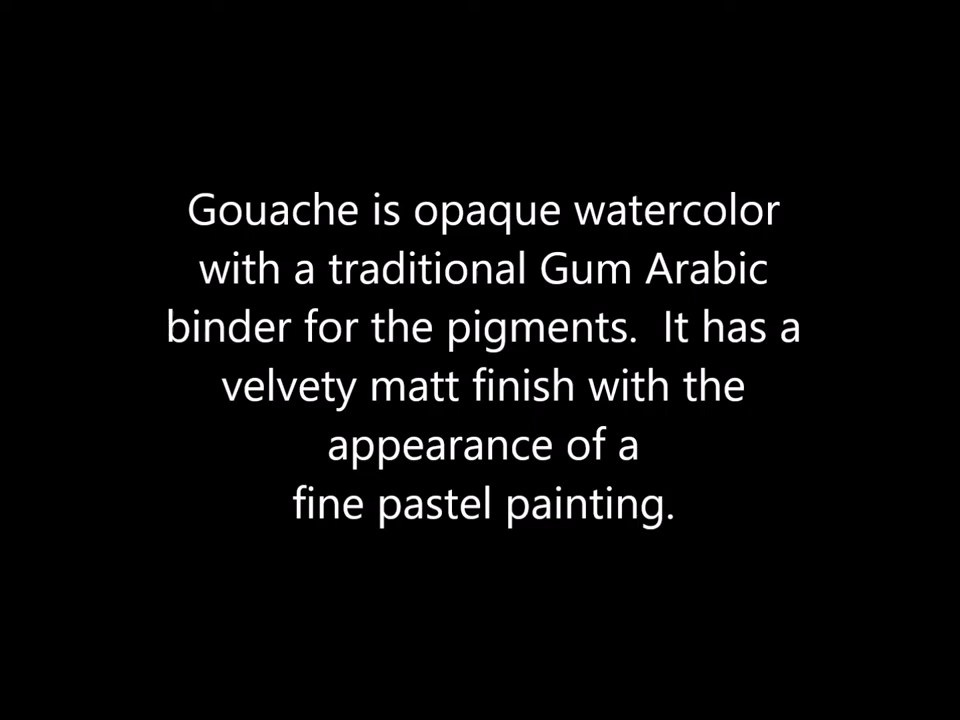 Gouache is opaque watercolor
with a traditional Gum Arabic
binder for the pigments.  It has a
velvety matt finish with the
appearance of a
fine pastel painting.